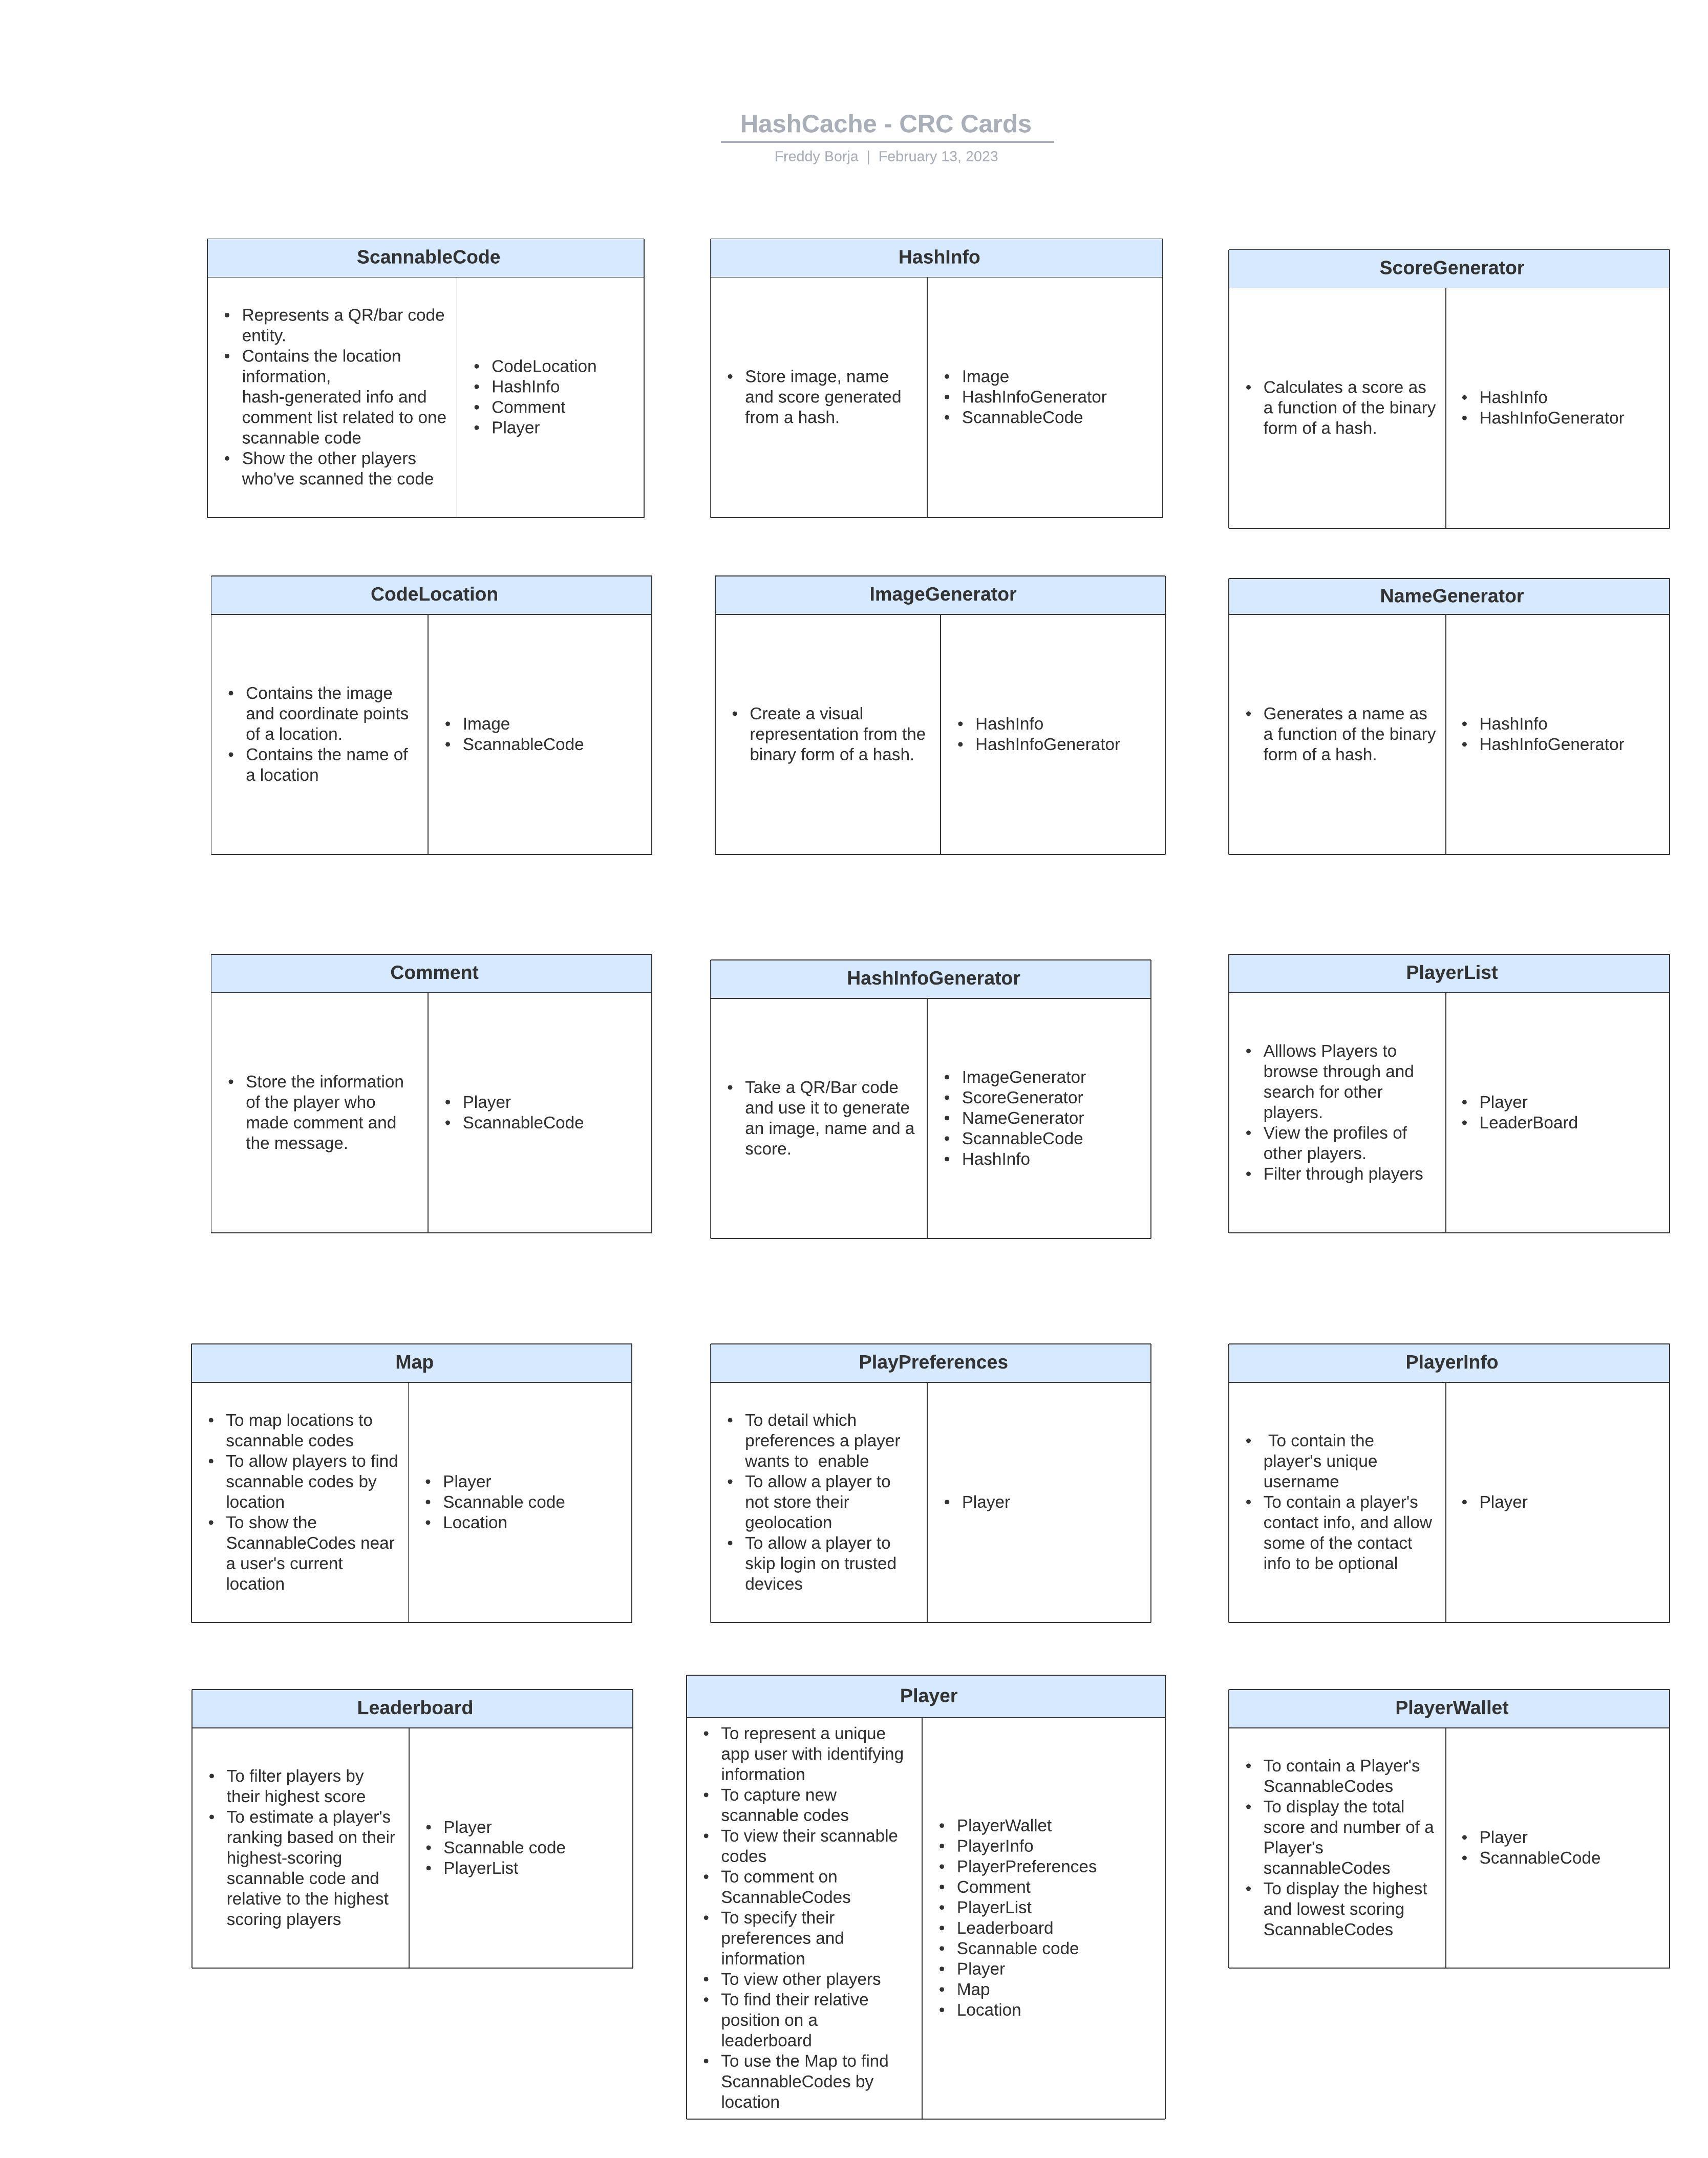 HashCache - CRC Cards
Freddy Borja | February 13, 2023
ScannableCode
• Represents a QR/bar code
entity.
• Contains the location
information,
hash-generated info and
comment list related to one
scannable code
• Show the other players
who've scanned the code
• CodeLocation
• HashInfo
• Comment
• Player
HashInfo
• Store image, name
and score generated
from a hash.
• Image
• HashInfoGenerator
• ScannableCode
ScoreGenerator
• Calculates a score as
a function of the binary
form of a hash.
• HashInfo
• HashInfoGenerator
CodeLocation
• Contains the image
and coordinate points
of a location.
• Contains the name of
a location
• Image
• ScannableCode
ImageGenerator
• Create a visual
representation from the
binary form of a hash.
• HashInfo
• HashInfoGenerator
NameGenerator
• Generates a name as
a function of the binary
form of a hash.
• HashInfo
• HashInfoGenerator
Comment
• Store the information
of the player who
made comment and
the message.
• Player
• ScannableCode
HashInfoGenerator
• Take a QR/Bar code
and use it to generate
an image, name and a
score.
• ImageGenerator
• ScoreGenerator
• NameGenerator
• ScannableCode
• HashInfo
PlayerList
• Alllows Players to
browse through and
search for other
players.
• View the profiles of
other players.
• Filter through players
• Player
• LeaderBoard
Map
• To map locations to
scannable codes
• To allow players to find
scannable codes by
location
• To show the
ScannableCodes near
a user's current
location
• Player
• Scannable code
• Location
PlayPreferences
• To detail which
preferences a player
wants to  enable
• To allow a player to
not store their
geolocation
• To allow a player to
skip login on trusted
devices
• Player
PlayerInfo
• To contain the
player's unique
username
• To contain a player's
contact info, and allow
some of the contact
info to be optional
• Player
Leaderboard
• To filter players by
their highest score
• To estimate a player's
ranking based on their
highest-scoring
scannable code and
relative to the highest
scoring players
• Player
• Scannable code
• PlayerList
Player
• To represent a unique
app user with identifying
information
• To capture new
scannable codes
• To view their scannable
codes
• To comment on
ScannableCodes
• To specify their
preferences and
information
• To view other players
• To find their relative
position on a
leaderboard
• To use the Map to find
ScannableCodes by
location
• PlayerWallet
• PlayerInfo
• PlayerPreferences
• Comment
• PlayerList
• Leaderboard
• Scannable code
• Player
• Map
• Location
PlayerWallet
• To contain a Player's
ScannableCodes
• To display the total
score and number of a
Player's
scannableCodes
• To display the highest
and lowest scoring
ScannableCodes
• Player
• ScannableCode